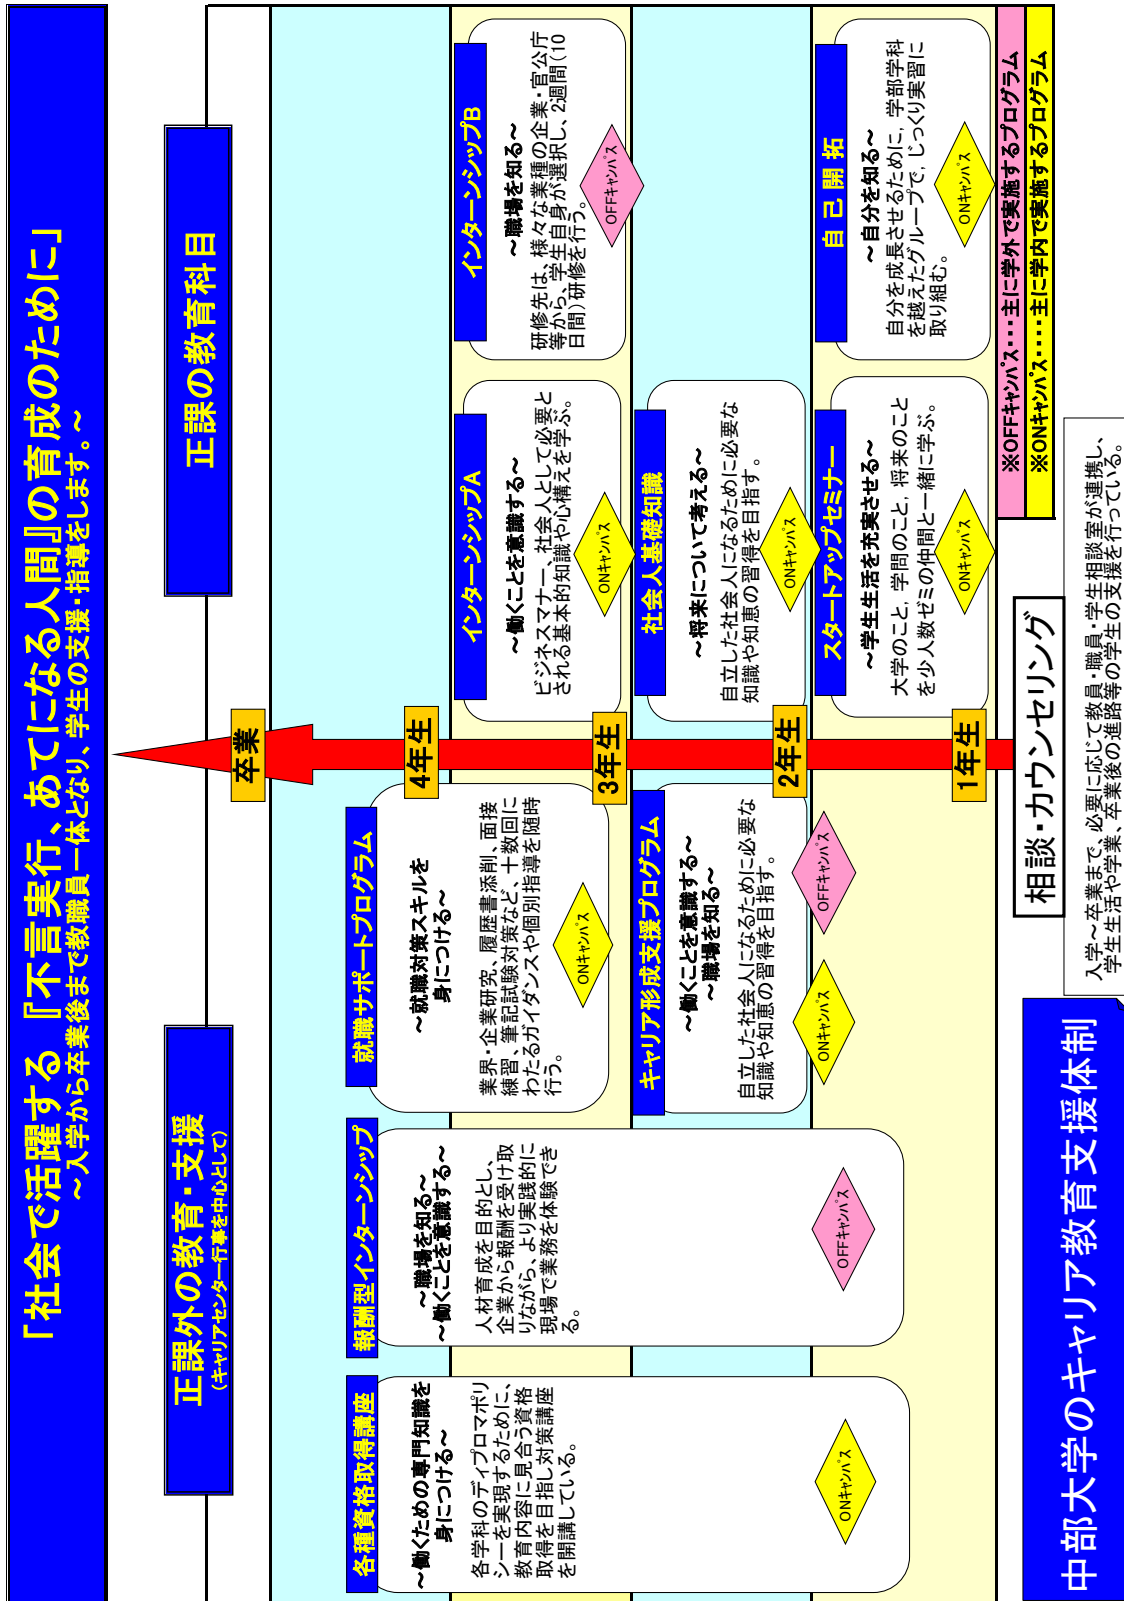 「社会で活躍する『不言実行、あてになる人間』の育成のために」
～入学から卒業後まで教職員一体となり、学生の支援・指導をします。～
正課外の教育・支援
(キャリアセンター行事を中心として)
正課の教育科目
卒業
4年生
3年生
2年生
1年生
各種資格取得講座
～働くための専門知識を
身につける～
各学科のディプロマポリ
シーを実現するために、
教育内容に見合う資格
取得を目指し対策講座
を開講している。
ONキャンパス
報酬型インターンシップ
～職場を知る～
～働くことを意識する～
人材育成を目的とし、
企業から報酬を受け取
りながら、より実践的に
現場で業務を体験でき
る。
OFFキャンパス
就職サポートプログラム
～就職対策スキルを
身につける～
業界・企業研究、履歴書添削、面接
練習、筆記試験対策など、十数回に
わたるガイダンスや個別指導を随時
行う。
ONキャンパス
キャリア形成支援プログラム
～働くことを意識する～
～職場を知る～
自立した社会人になるために必要な
知識や知恵の習得を目指す。
ONキャンパス
OFFキャンパス
インターンシップA
～働くことを意識する～
ビジネスマナー、社会人として必要と
される基本的知識や心構えを学ぶ。
ONキャンパス
インターンシップB
～職場を知る～
研修先は、様々な業種の企業・官公庁
等から、学生自身が選択し、2週間(10
日間)研修を行う。
OFFキャンパス
社会人基礎知識
～将来について考える～
自立した社会人になるために必要な
知識や知恵の習得を目指す。
ONキャンパス
スタートアップセミナー
～学生生活を充実させる～
大学のこと，学問のこと，将来のこと
を少人数ゼミの仲間と一緒に学ぶ。
ONキャンパス
自己開拓
～自分を知る～
自分を成長させるために，学部学科
を越えたグループで，じっくり実習に
取り組む。
ONキャンパス
※OFFキャンパス・・・主に学外で実施するプログラム
※ONキャンパス・・・・主に学内で実施するプログラム
相談・カウンセリング
入学～卒業まで、必要に応じて教員・職員・学生相談室が連携し、
学生生活や学業、卒業後の進路等の学生の支援を行っている。
中部大学のキャリア教育支援体制